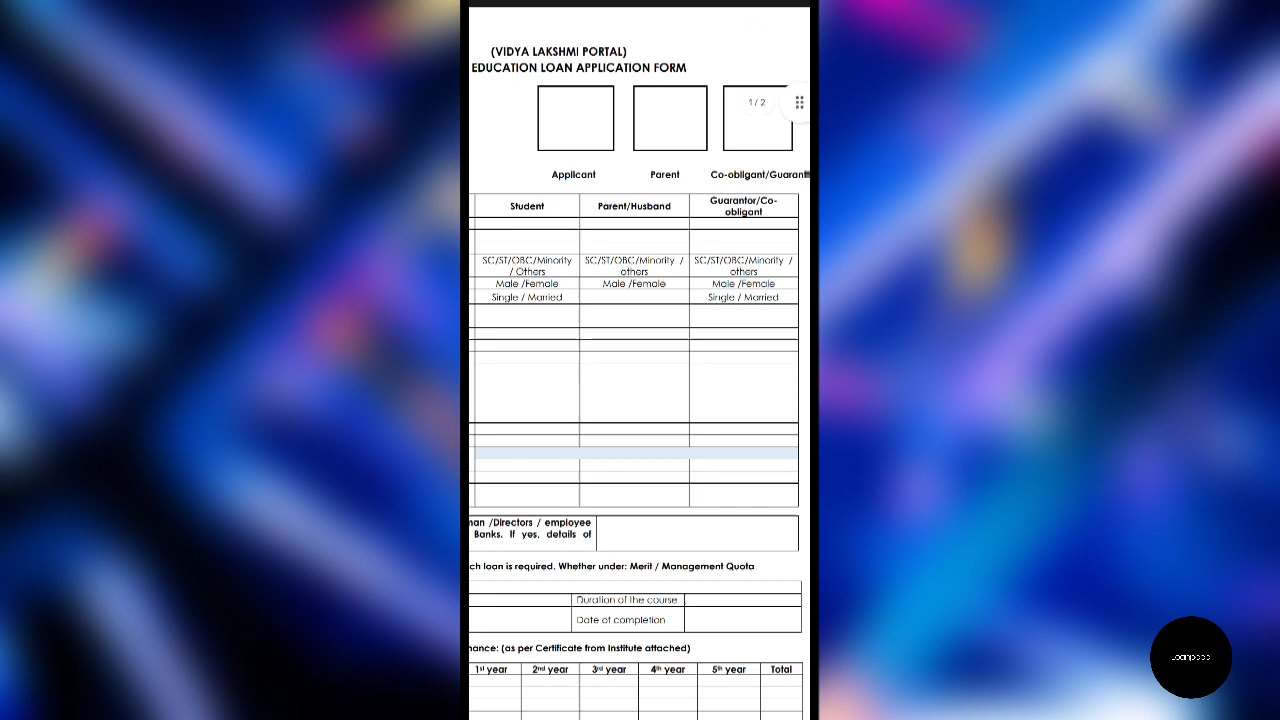 (VIDYA LAKSHMI PORTAL)
EDUCATION LOAN APPLICATION FORM
1 / 2
Applicant Parent Co-obligant/Guarant
Student Parent/Husband Guarantor/Co-
obligant
SC/ST/OBC/Minority SC/ST/OBC/Minority / SC/ST/OBC/Minority /
/ Others others others
Male /Female Male /Female Male /Female
Single / Married Single / Married
man /Directors / employee
Banks. If yes, details of
ch loan is required. Whether under: Merit / Management Quota
Duration of the course
Date of completion
nance: (as per Certificate from Institute attached)
1st year 2nd year 3rd year 4th year 5th year Total